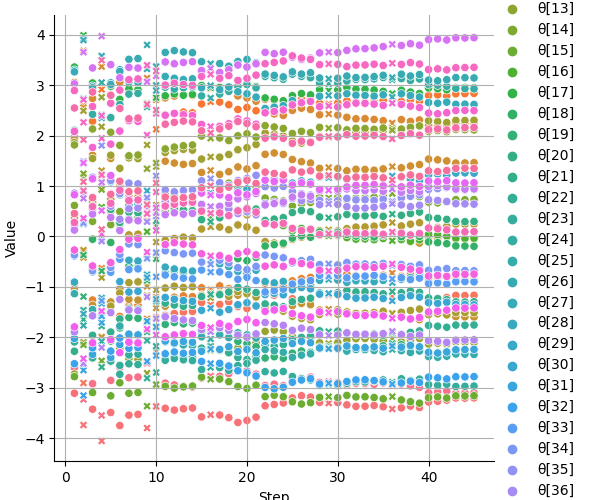 4
3
2
1
0
−1
−2
−3
−4
Value
0
10
20
30
40
Step
θ[13]
θ[14]
θ[15]
θ[16]
θ[17]
θ[18]
θ[19]
θ[20]
θ[21]
θ[22]
θ[23]
θ[24]
θ[25]
θ[26]
θ[27]
θ[28]
θ[29]
θ[30]
θ[31]
θ[32]
θ[33]
θ[34]
θ[35]
θ[36]